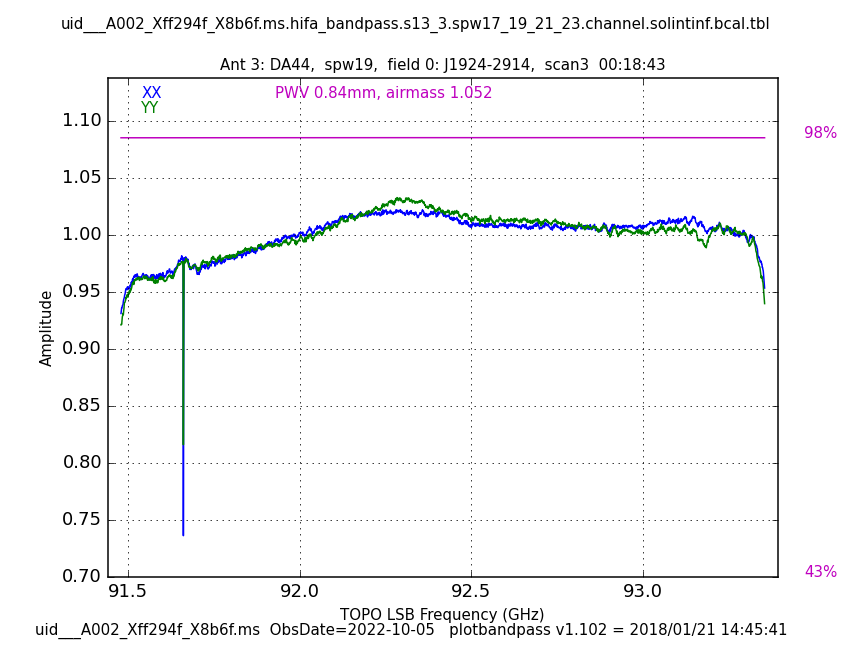 uid___A002_Xff294f_X8b6f.ms.hifa_bandpass.s13_3.spw17_19_21_23.channel.solintinf.bcal.tbl
Ant 3: DA44,  spw19,  field 0: J1924-2914,  scan3  00:18:43
XX
PWV 0.84mm, airmass 1.052
YY
98%
43%
Amplitude
1.10
1.05
1.00
0.95
0.90
0.85
0.80
0.75
0.70
91.5 92.0 92.5 93.0
TOPO LSB Frequency (GHz)
uid___A002_Xff294f_X8b6f.ms  ObsDate=2022-10-05   plotbandpass v1.102 = 2018/01/21 14:45:41